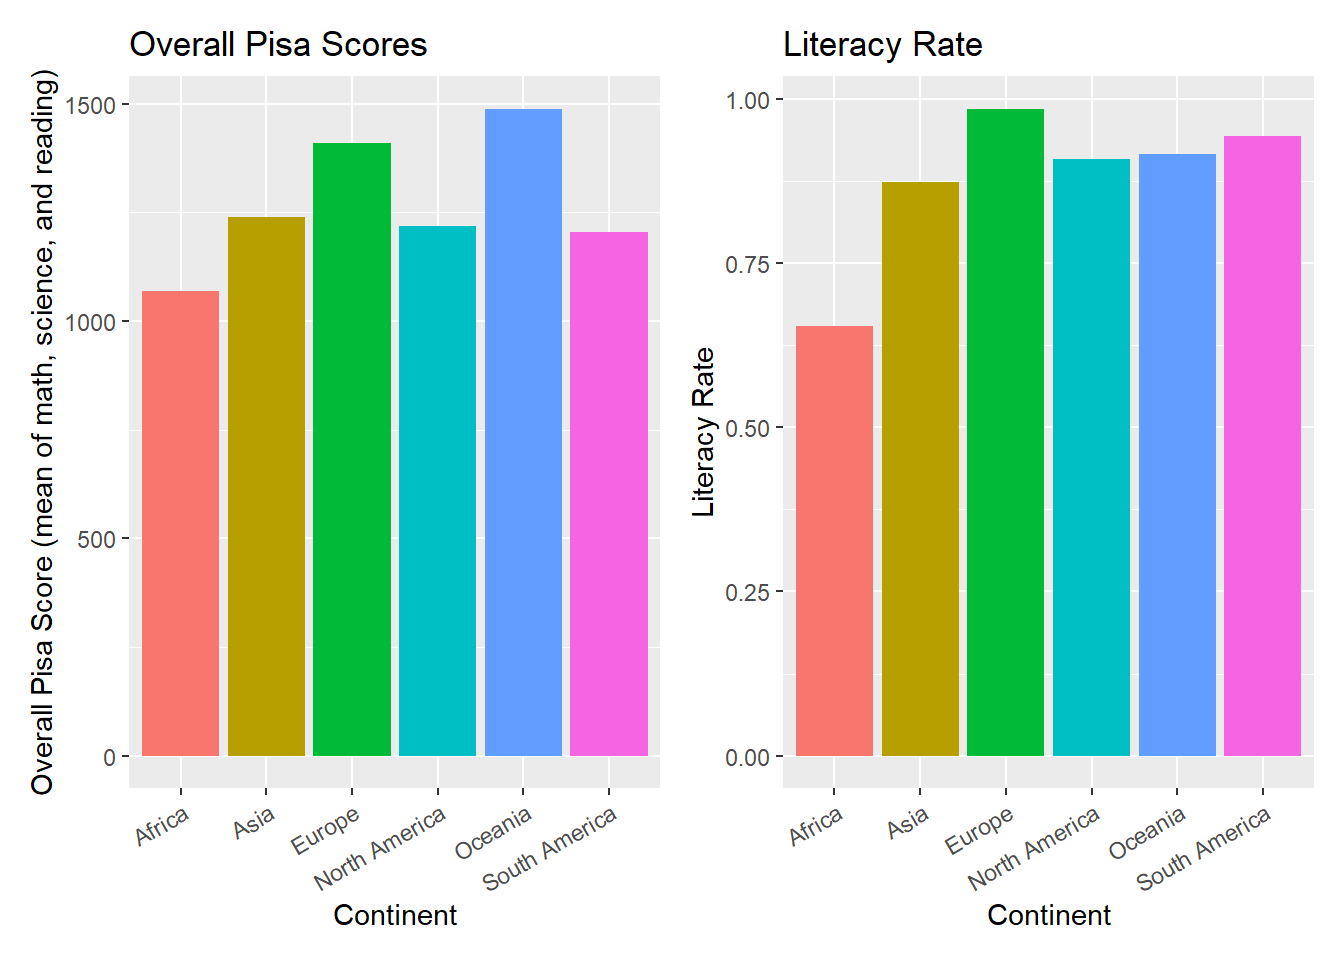 Overall Pisa Scores
Overall Pisa Score (mean of math, science, and reading)
1500
1000
500
0
Africa
Asia
Europe
North America
Oceania
South America
Continent
Literacy Rate
Literacy Rate
1.00
0.75
0.50
0.25
0.00
Africa
Asia
Europe
North America
Oceania
South America
Continent